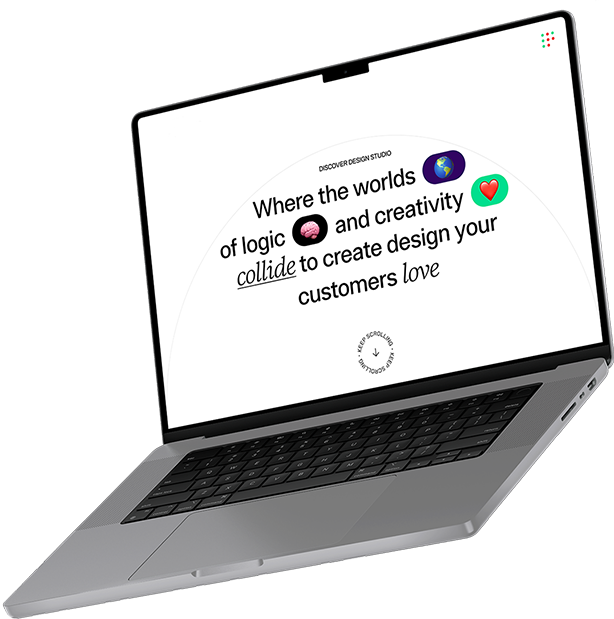 DISCOVER DESIGN STUDIO
Where the worlds 🌎
of logic 🧠 and creativity ❤️
collide to create design your
customers love
KEEP SCROLLING • KEEP SCROLLING •